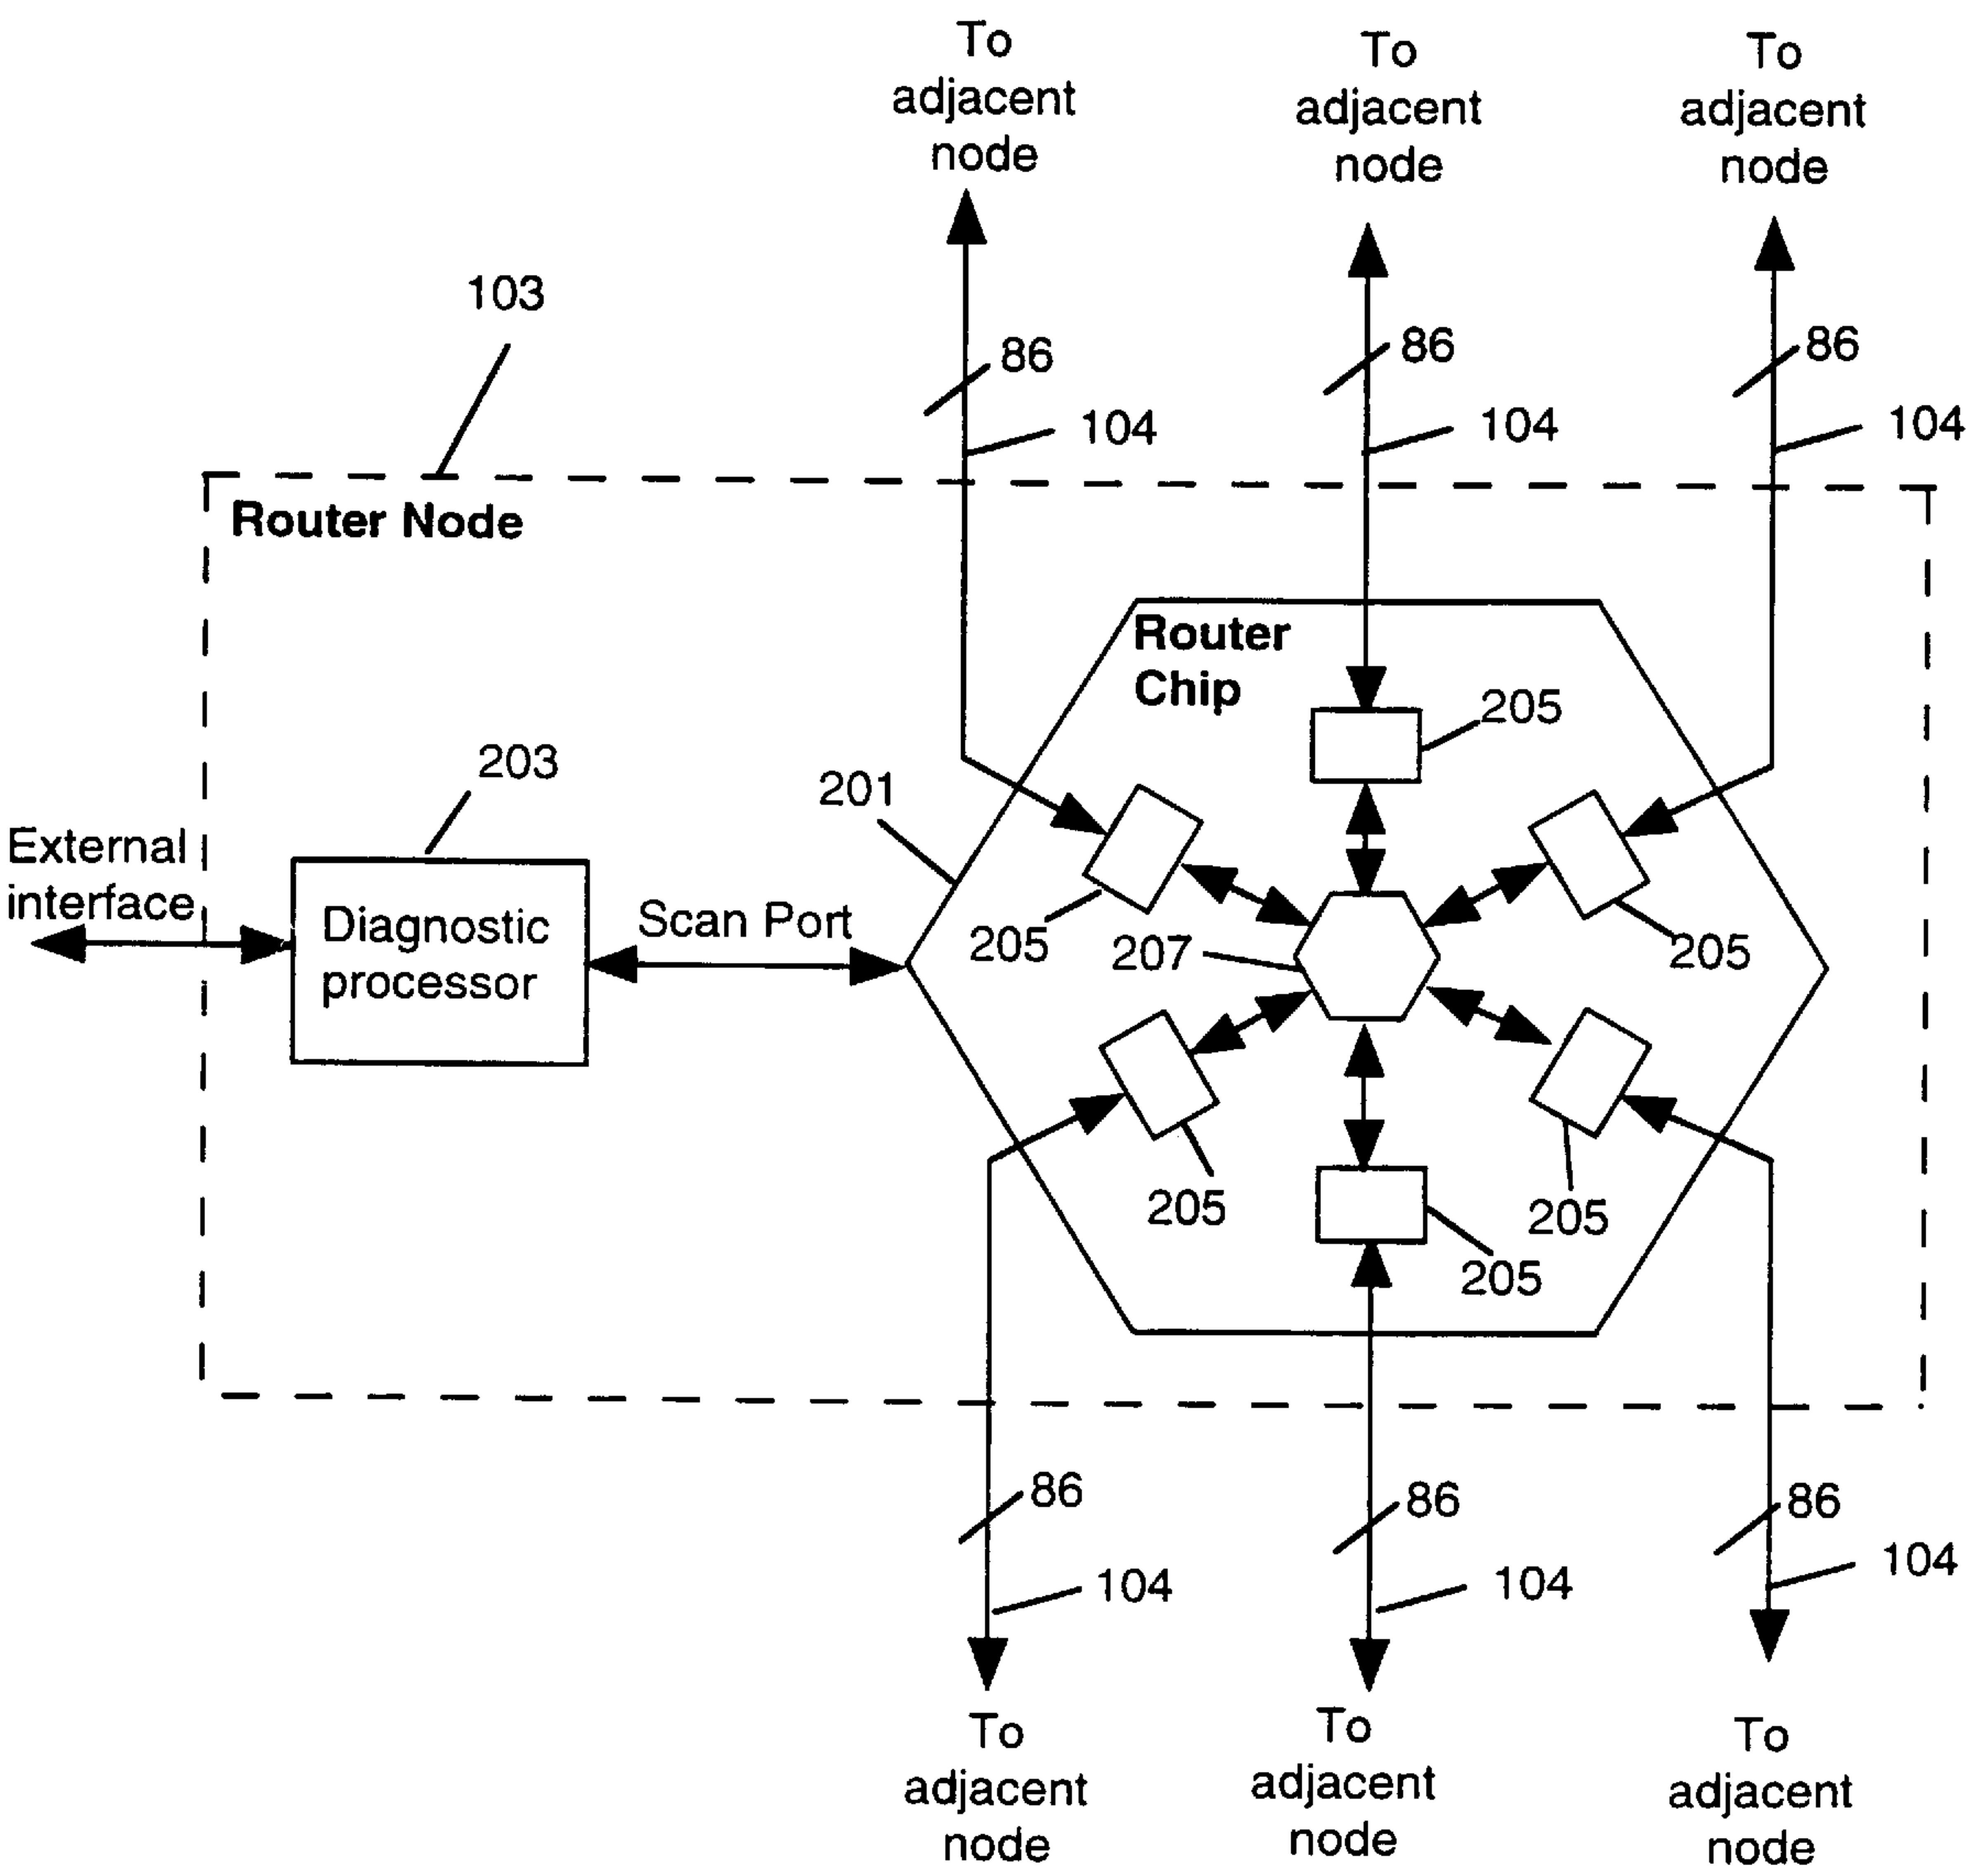 To
adjacent
node
To
adjacent
node
To
adjacent
node
103
86
86
86
104
104
104
Router Node
Router
Chip
205
203
201
External
interface
Diagnostic
processor
Scan Port
205
207
205
205
205
205
86
86
86
104
104
104
To
adjacent
node
To
adjacent
node
To
adjacent
node